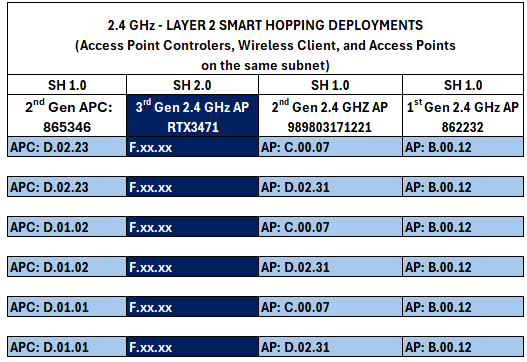 2.4 GHz - LAYER 2 SMART HOPPING DEPLOYMENTS
(Access Point Controlers, Wireless Client, and Access Points
on the same subnet)
SH 1.0 SH 2.0 SH 1.0 SH 1.0
2nd Gen APC: 3rd Gen 2.4 GHz AP 2nd Gen 2.4 GHZ AP 1st Gen 2.4 GHz AP
865346 RTX3471 989803171221 862232
APC: D.02.23 F.xx.xx AP: C.00.07 AP: B.00.12
APC: D.02.23 F.xx.xx AP: D.02.31 AP: B.00.12
APC: D.01.02 F.xx.xx AP: C.00.07 AP: B.00.12
APC: D.01.02 F.xx.xx AP: D.02.31 AP: B.00.12
APC: D.01.01 F.xx.xx AP: C.00.07 AP: B.00.12
APC: D.01.01 F.xx.xx AP: D.02.31 AP: B.00.12